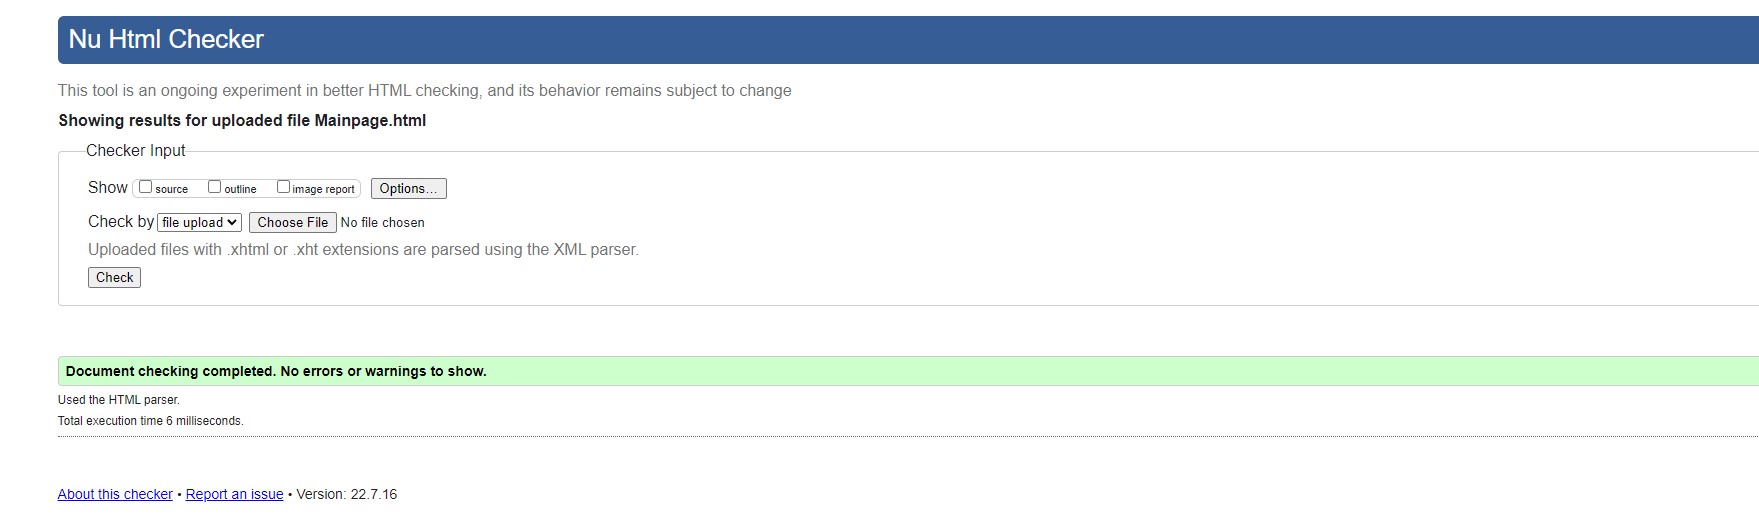 Nu Html Checker
This tool is an ongoing experiment in better HTML checking, and its behavior remains subject to change
Showing results for uploaded file Mainpage.html
Checker Input
Show source outline image report Options...
Check by file upload Choose File No file chosen
Uploaded files with .xhtml or .xht extensions are parsed using the XML parser.
Check
Document checking completed. No errors or warnings to show.
Used the HTML parser.
Total execution time 6 milliseconds.
About this checker • Report an issue • Version: 22.7.16